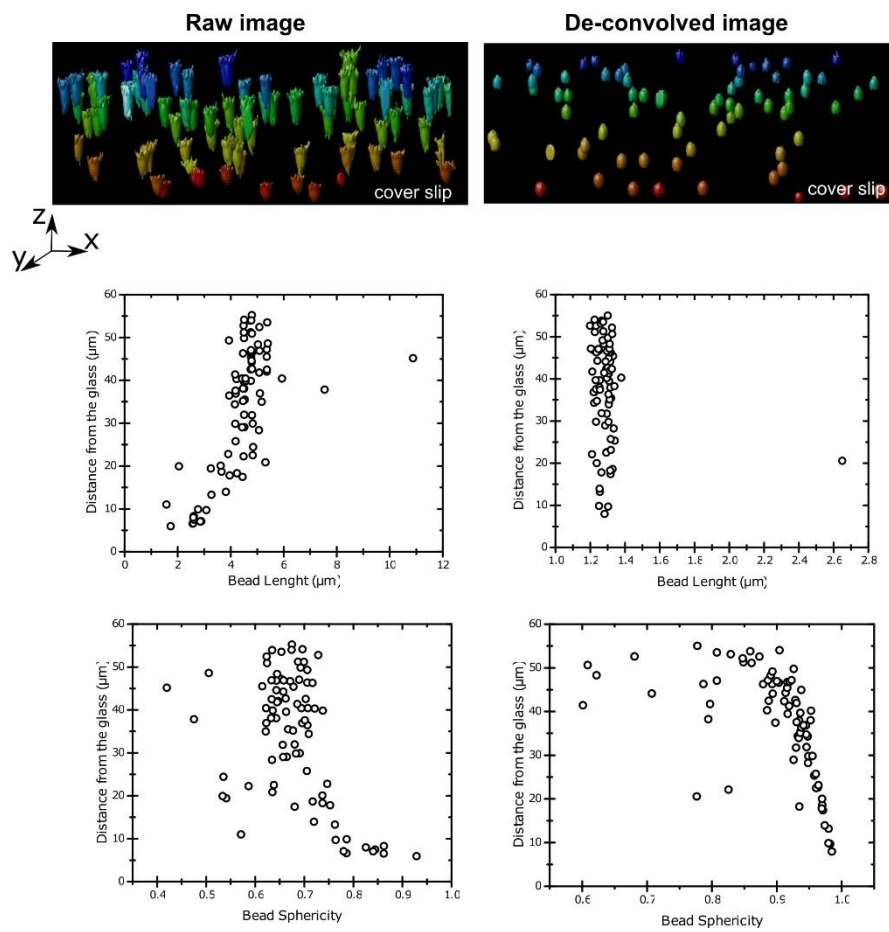 Raw image
De-convolved image
cover slip
cover slip
z
y
x
60
50
40
30
20
10
0
Distance from the glass (µm)
0 2 4 6 8 10 12
Bead Lenght (µm)
60
50
40
30
20
10
0
Distance from the glass (µm)
1.0 1.2 1.4 1.6 1.8 2.0 2.2 2.4 2.6 2.8
Bead Lenght (µm)
60
50
40
30
20
10
0
Distance from the glass (µm)
0.4 0.5 0.6 0.7 0.8 0.9 1.0
Bead Sphericity
60
50
40
30
20
10
0
Distance from the glass (µm)
0.6 0.7 0.8 0.9 1.0
Bead Sphericity